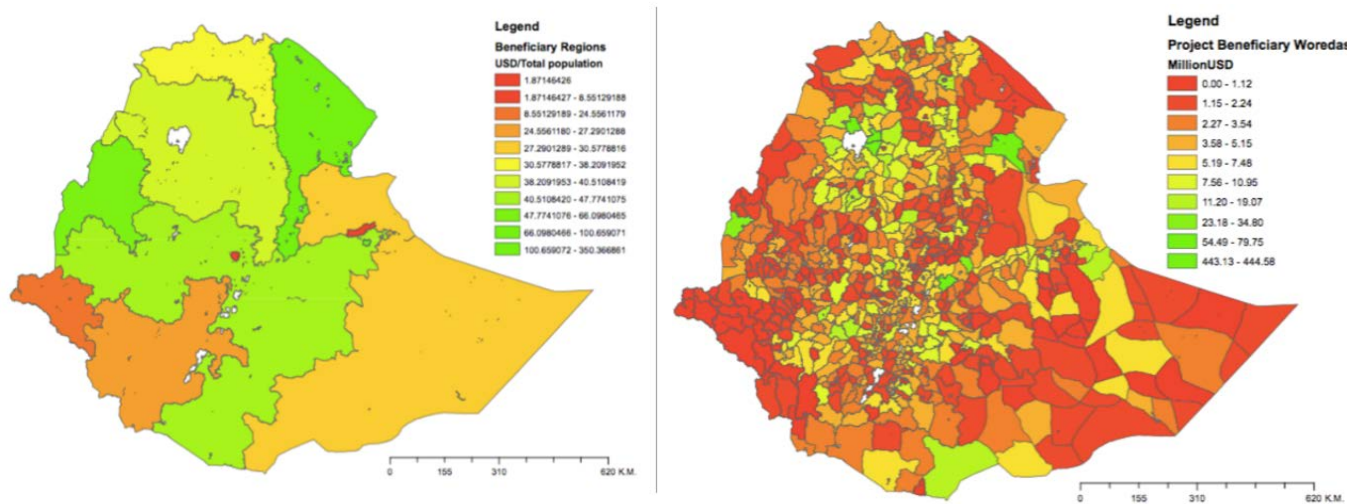 Legend
Beneficiary Regions
USD/Total population
1.87146426
1.87146427 - 8.55129188
8.55129189 - 24.5561179
24.5561180 - 27.2901288
27.2901289 - 30.5778816
30.5778817 - 38.2091952
38.2091953 - 40.5108419
40.5108420 - 47.7741075
47.7741076 - 66.0980465
66.0980466 - 100.659071
100.659072 - 350.366861
0 155 310 620 K.M.
Legend
Project Beneficiary Woredas
MillionUSD
0.00 - 1.12
1.15 - 2.24
2.27 - 3.54
3.58 - 5.15
5.19 - 7.48
7.56 - 10.95
11.20 - 19.07
23.18 - 34.80
54.49 - 79.75
443.13 - 444.58
0 155 310 620 K.M.